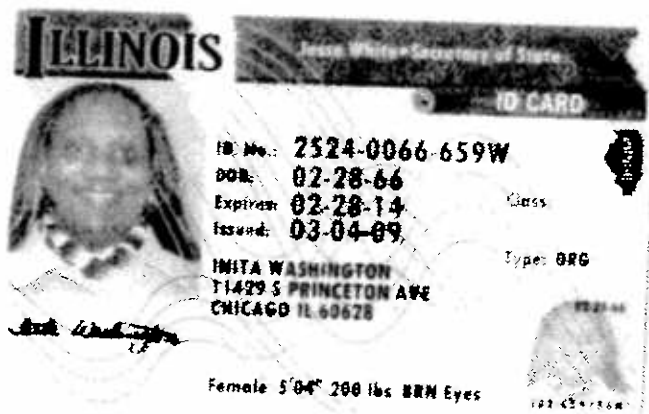 ILLINOIS
Jesse White • Secretary of State
ID CARD
ID No.: 2524-0066-659W
DOB: 02-28-66
Expires: 02-28-14
Issued: 03-04-09
Class
Type: ORG
WASHINGTON
11429 S PRINCETON AVE
CHICAGO IL 60628
Washington
Female 5'04" 200 lbs BRN Eyes